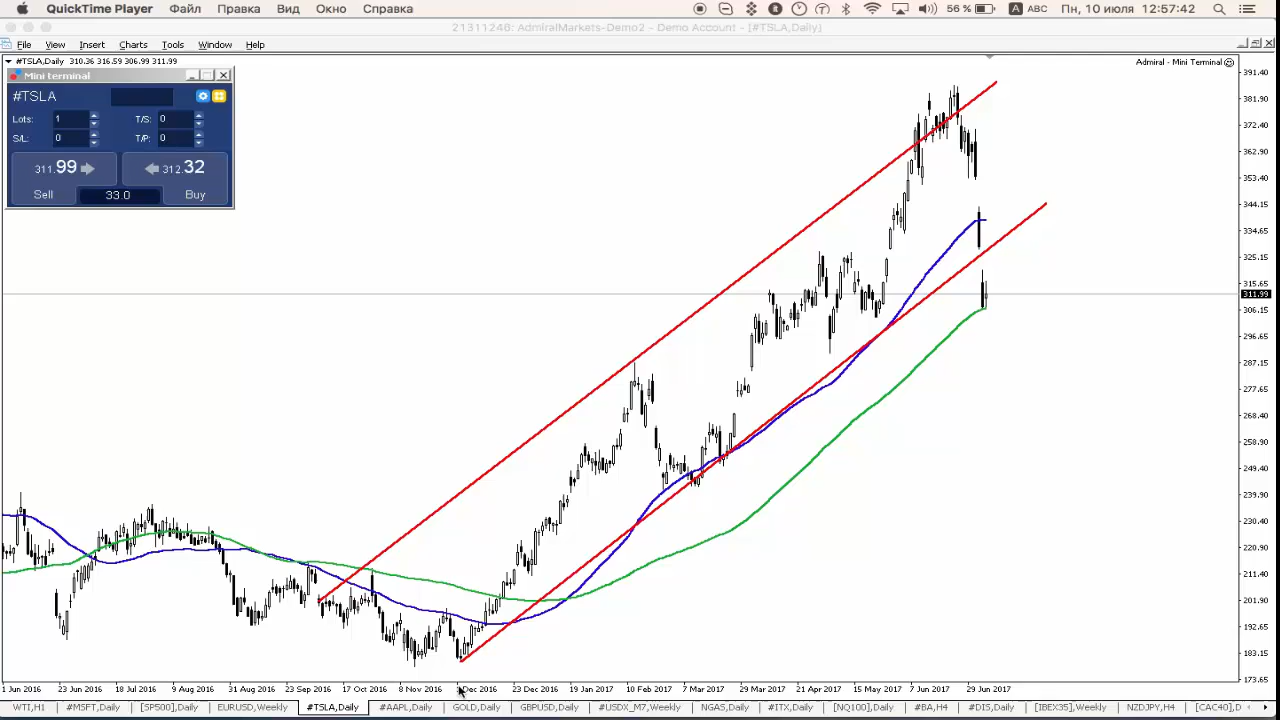 QuickTime Player Файл Правка Вид Окно Справка 56 % A ABC Пн, 10 июля 12:57:42
21311246: AdmiralMarkets-Demo2 - Demo Account - [#TSLA,Daily]
File View Insert Charts Tools Window Help
#TSLA,Daily 310.36 316.59 306.99 311.99
Admiral - Mini Terminal
Mini terminal
#TSLA
Lots: 1 T/S: 0
S/L: 0 T/P: 0
311.99 312.32
Sell 33.0 Buy
391.40
381.90
372.40
362.90
353.40
344.15
334.65
325.15
315.65
311.99
306.15
296.65
287.15
277.65
268.40
258.90
249.40
239.90
230.40
220.90
211.40
201.90
192.65
183.15
173.65
1 Jun 2016 23 Jun 2016 18 Jul 2016 9 Aug 2016 31 Aug 2016 23 Sep 2016 17 Oct 2016 8 Nov 2016 Dec 2016 23 Dec 2016 19 Jan 2017 10 Feb 2017 7 Mar 2017 29 Mar 2017 21 Apr 2017 15 May 2017 7 Jun 2017 29 Jun 2017
WTI,H1 #MSFT,Daily [SP500],Daily EURUSD,Weekly #TSLA,Daily #AAPL,Daily GOLD,Daily GBPUSD,Daily #USDX_M7,Weekly NGAS,Daily #ITX,Daily [NQ100],Daily #BA,H4 #DIS,Daily [IBEX35],Weekly NZDJPY,H4 [CAC40],D